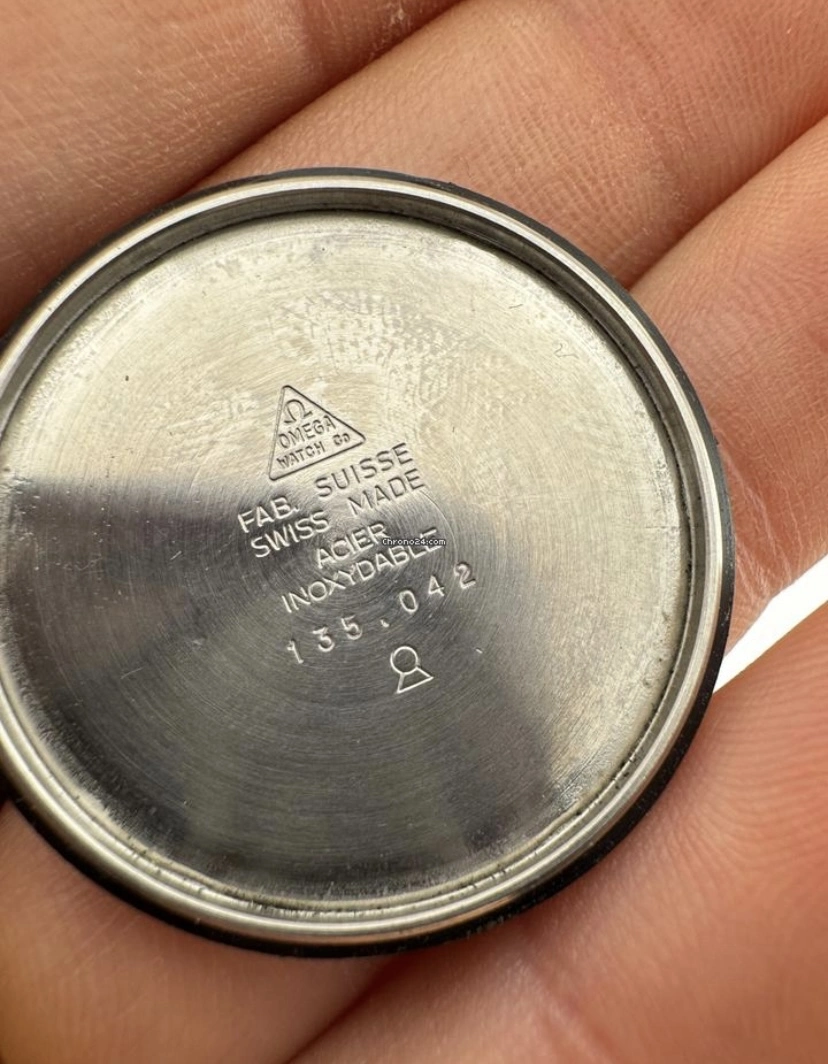 Ω
OMEGA
WATCH Co
FAB. SUISSE
SWISS MADE
ACIER
INOXYDABLE
135.042
Chrono24.com